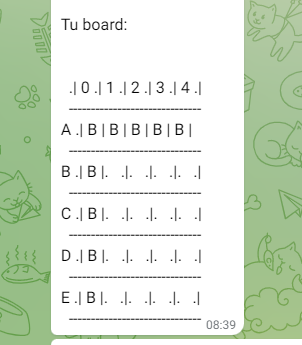 Tu board:
.| 0 .| 1 .| 2 .| 3 .| 4 .|
------------------------------------
A .| B | B | B | B | B |
------------------------------------
B .| B |.   .|.   .|.   .|.   .|
------------------------------------
C .| B |.   .|.   .|.   .|.   .|
------------------------------------
D .| B |.   .|.   .|.   .|.   .|
------------------------------------
E .| B |.   .|.   .|.   .|.   .|
------------------------------------
08:39